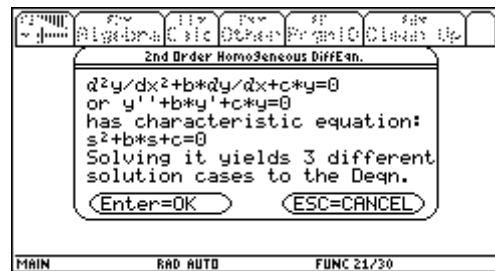 Algebra Calc Other PrgmIO Clean Up
2nd Order Homogeneous DiffEqn.
d²y/dx²+b*dy/dx+c*y=0
or y''+b*y'+c*y=0
has characteristic equation:
s²+b*s+c=0
Solving it yields 3 different
solution cases to the Deqn.
Enter=OK ESC=CANCEL
MAIN RAD AUTO FUNC 21/30